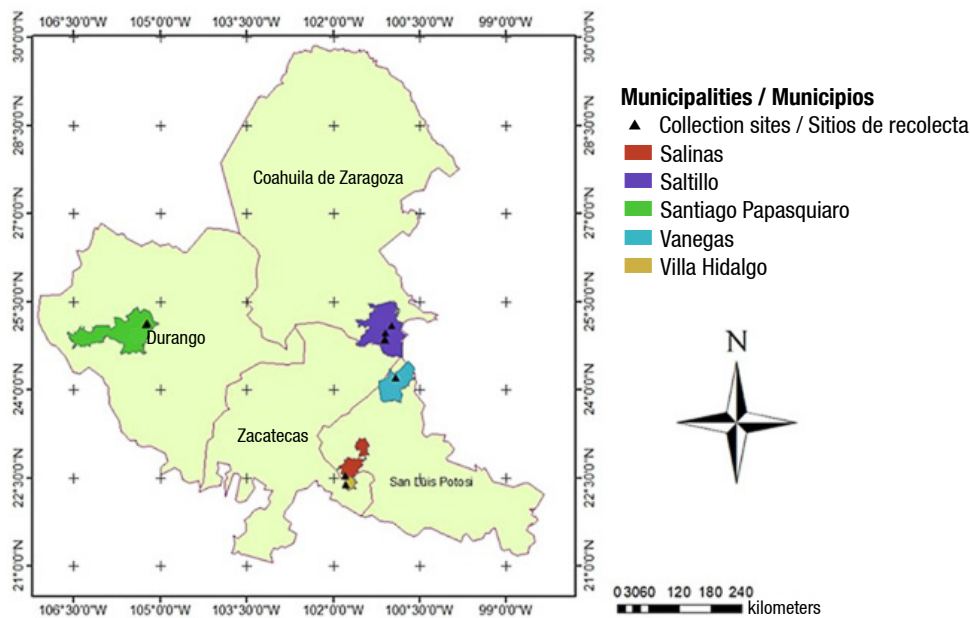 106°30'0"W 105°0'0"W 103°30'0"W 102°0'0"W 100°30'0"W 99°0'0"W
30°0'0"N 30°0'0"N
28°30'0"N 28°30'0"N
27°0'0"N 27°0'0"N
25°30'0"N 25°30'0"N
24°0'0"N 24°0'0"N
22°30'0"N 22°30'0"N
21°0'0"N 21°0'0"N
Coahuila de Zaragoza
Durango
Zacatecas
San Luis Potosi
106°30'0"W 105°0'0"W 103°30'0"W 102°0'0"W 100°30'0"W 99°0'0"W
Municipalities / Municipios
Collection sites / Sitios de recolecta
Salinas
Saltillo
Santiago Papasquiaro
Vanegas
Villa Hidalgo
N
0 30 60 120 180 240 kilometers